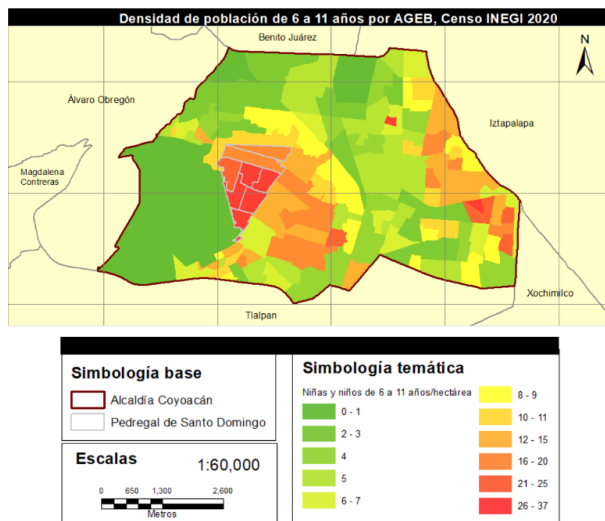 Densidad de población de 6 a 11 años por AGEB, Censo INEGI 2020
Benito Juárez
N
Álvaro Obregón
Iztapalapa
Magdalena
Contreras
Xochimilco
Tlalpan
Simbología base
Alcaldía Coyoacán
Pedregal de Santo Domingo
Escalas
1:60,000
0 650 1,300 2,600
Metros
Simbología temática
Niñas y niños de 6 a 11 años/hectárea
0 - 1
2 - 3
4
5
6 - 7
8 - 9
10 - 11
12 - 15
16 - 20
21 - 25
26 - 37